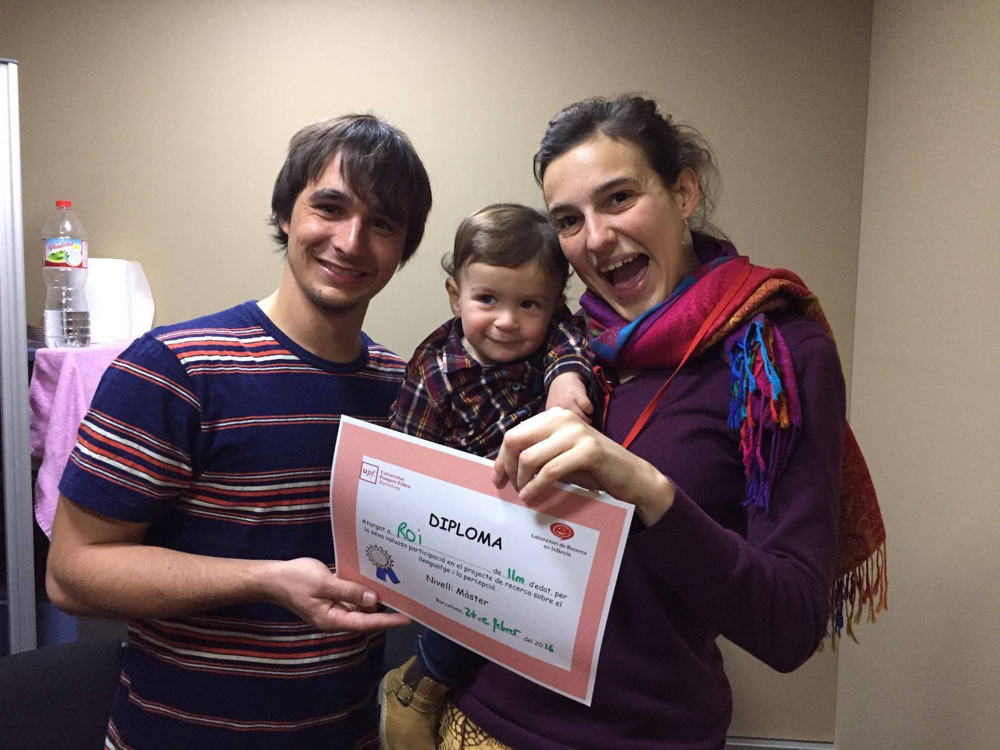 Viladrau
upf.
Universitat
Pompeu Fabra
Barcelona
DIPLOMA
Laboratori de Recerca
en Infància
Atorgat a ROi, de 11m d'edat, per
la seva valuosa participació en el projecte de recerca sobre el
llenguatge i la percepció.
Nivell: Màster
Barcelona, 27 de febrer del 2016